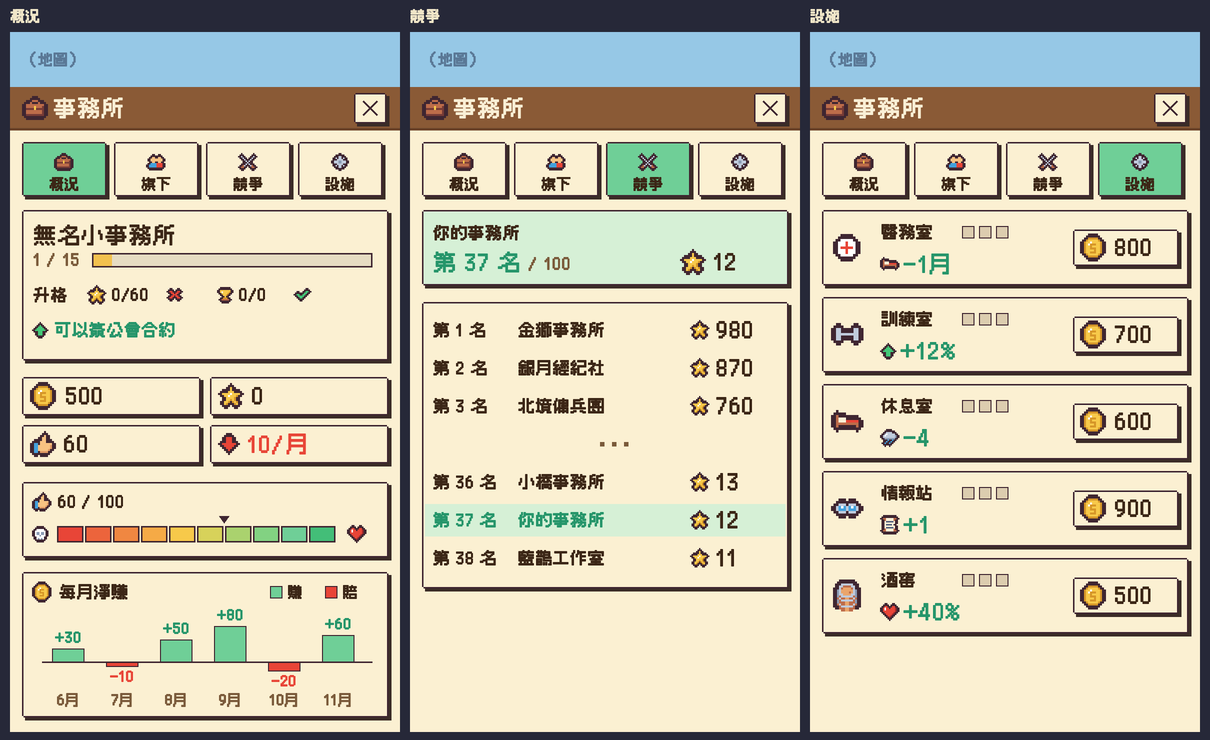 概況
(地圖)
事務所
概況 旗下 競爭 設施
無名小事務所
1 / 15
升格 0/60 0/0
可以簽公會合約
500 0
60 10/月
60 / 100
每月淨賺 賺 賠
+30 -10 +50 +80 -20 +60
6月 7月 8月 9月 10月 11月
競爭
(地圖)
事務所
概況 旗下 競爭 設施
你的事務所
第 37 名 / 100 12
第 1 名 金獅事務所 980
第 2 名 銀月經紀社 870
第 3 名 北境傭兵團 760
...
第 36 名 小橋事務所 13
第 37 名 你的事務所 12
第 38 名 藍鵲工作室 11
設施
(地圖)
事務所
概況 旗下 競爭 設施
醫務室 800
-1月
訓練室 700
+12%
休息室 600
-4
情報站 900
+1
酒窖 500
+40%